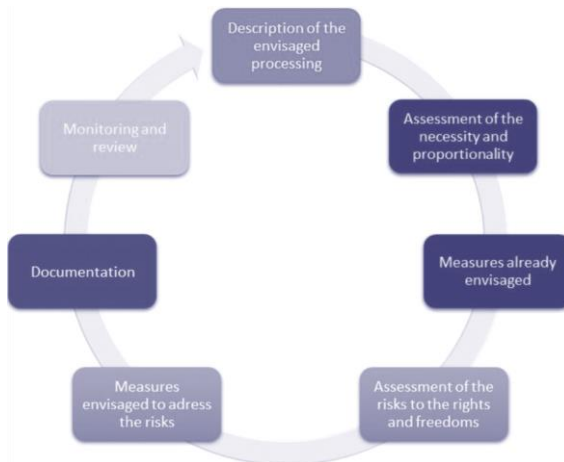 Description of the
envisaged
processing
Assessment of the
necessity and
proportionality
Measures already
envisaged
Assessment of the
risks to the rights
and freedoms
Measures
envisaged to adress
the risks
Documentation
Monitoring and
review